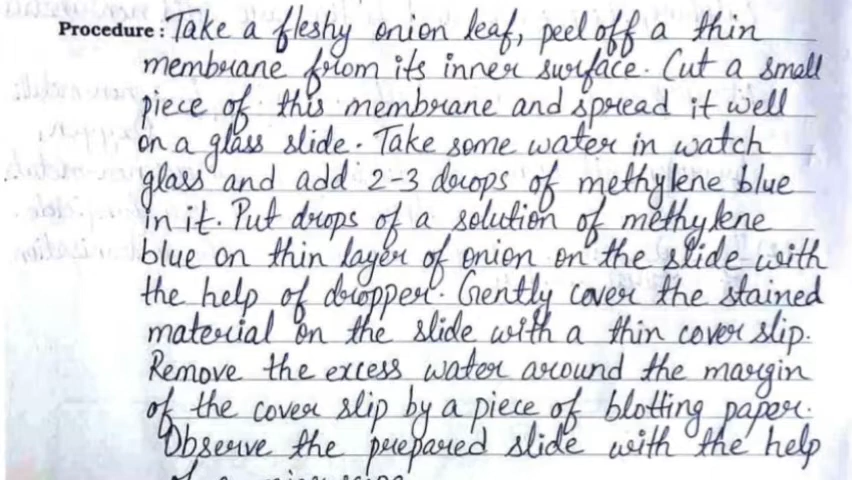 Procedure: Take a fleshy onion leaf, peel off a thin
membrane from its inner surface. Cut a small
piece of this membrane and spread it well
on a glass slide. Take some water in watch
glass and add 2-3 drops of methylene blue
in it. Put drops of a solution of methylene
blue on thin layer of onion on the slide with
the help of dropper. Gently cover the stained
material on the slide with a thin cover slip.
Remove the excess water around the margin
of the cover slip by a piece of blotting paper.
Observe the prepared slide with the help
of a